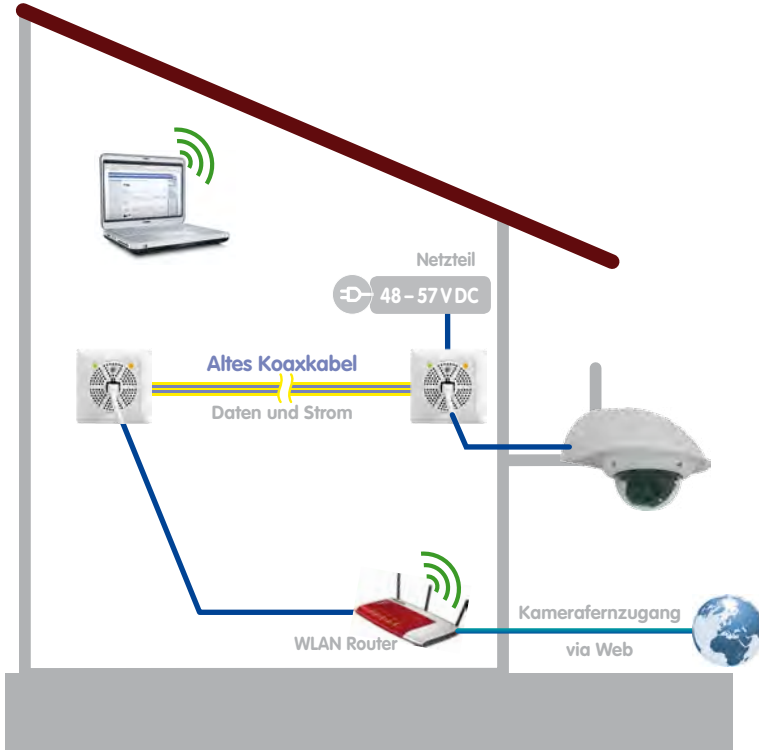 Netzteil
48 – 57 V DC
Altes Koaxkabel
Daten und Strom
WLAN Router
Kamerafernzugang
via Web